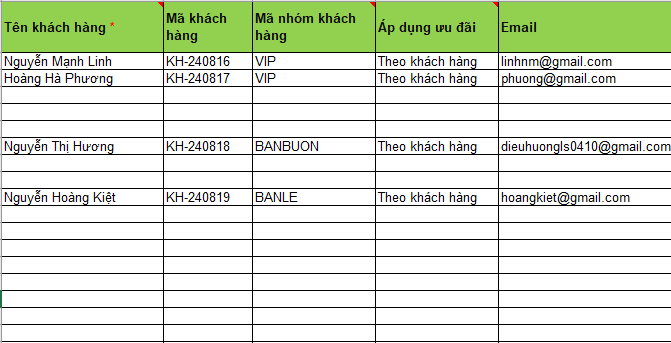 Tên khách hàng * Mã khách hàng Mã nhóm khách hàng Áp dụng ưu đãi Email
Nguyễn Mạnh Linh KH-240816 VIP Theo khách hàng linhnm@gmail.com
Hoàng Hà Phương KH-240817 VIP Theo khách hàng phuong@gmail.com
Nguyễn Thị Hương KH-240818 BANBUON Theo khách hàng dieuhuongls0410@gmail.com
Nguyễn Hoàng Kiệt KH-240819 BANLE Theo khách hàng hoangkiet@gmail.com